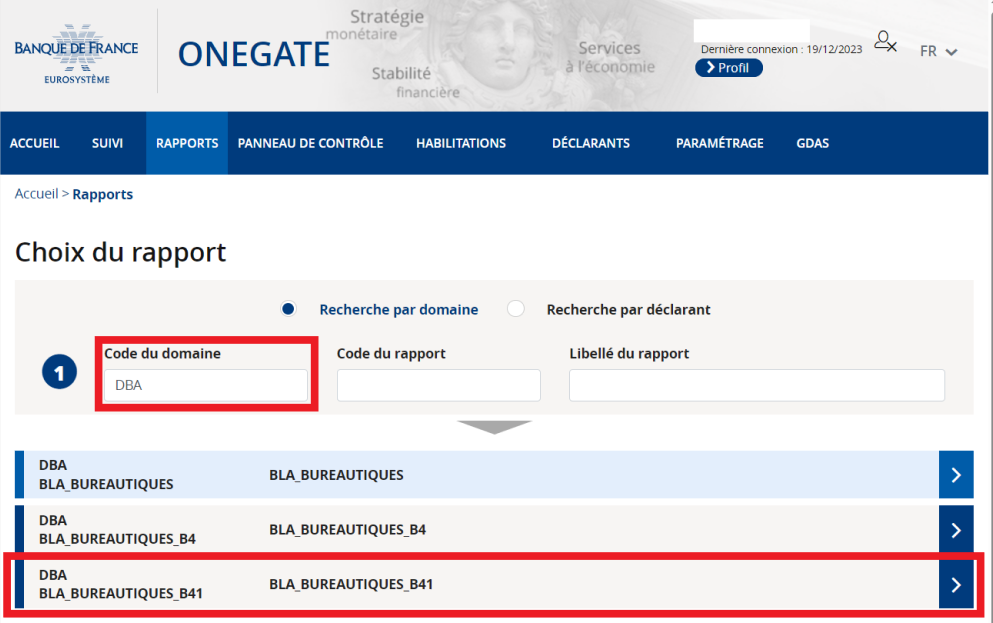 Stratégie
monétaire
BANQUE DE FRANCE
EUROSYSTÈME
ONEGATE
Stabilité
financière
Services
à l'économie
Dernière connexion : 19/12/2023
Profil
FR
ACCUEIL SUIVI RAPPORTS PANNEAU DE CONTRÔLE HABILITATIONS DÉCLARANTS PARAMÉTRAGE GDAS
Accueil > Rapports
Choix du rapport
Recherche par domaine Recherche par déclarant
1
Code du domaine Code du rapport Libellé du rapport
DBA
DBA
BLA_BUREAUTIQUES
BLA_BUREAUTIQUES
DBA
BLA_BUREAUTIQUES_B4
BLA_BUREAUTIQUES_B4
DBA
BLA_BUREAUTIQUES_B41
BLA_BUREAUTIQUES_B41